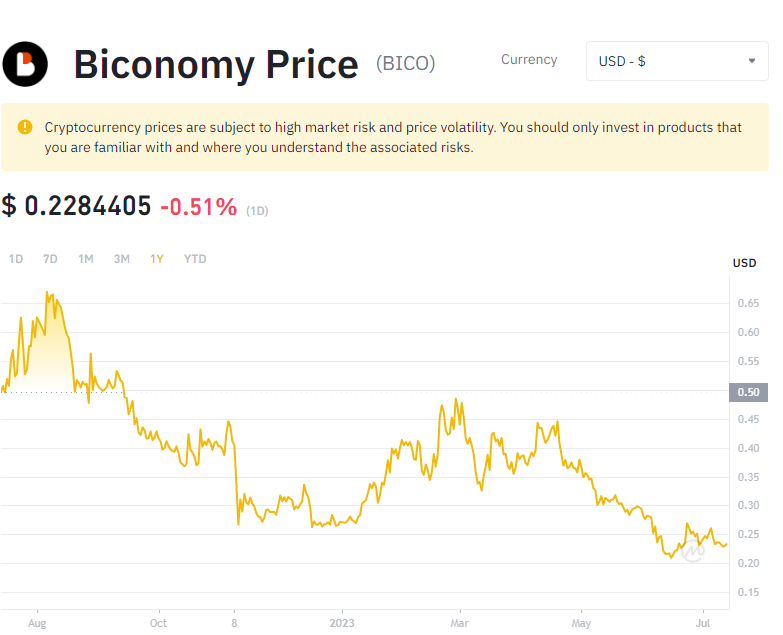 Biconomy Price (BICO)
Currency
USD - $
Cryptocurrency prices are subject to high market risk and price volatility. You should only invest in products that
you are familiar with and where you understand the associated risks.
$ 0.2284405 -0.51% (1D)
1D 7D 1M 3M 1Y YTD
USD
0.65
0.60
0.55
0.50
0.45
0.40
0.35
0.30
0.25
0.20
0.15
Aug Oct 8 2023 Mar May Jul